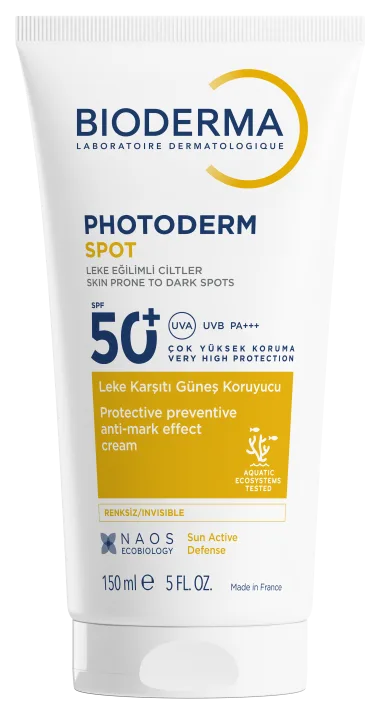 BIODERMA
LABORATOIRE DERMATOLOGIQUE
PHOTODERM
SPOT
LEKE EĞİLİMLİ CİLTLER
SKIN PRONE TO DARK SPOTS
SPF
50+
UVA UVB PA+++
ÇOK YÜKSEK KORUMA
VERY HIGH PROTECTION
Leke Karşıtı Güneş Koruyucu
Protective preventive
anti-mark effect
cream
AQUATIC
ECOSYSTEMS
TESTED
RENKSİZ/INVISIBLE
NAOS
ECOBIOLOGY
Sun Active
Defense
150 ml e 5 FL. OZ.
Made in France